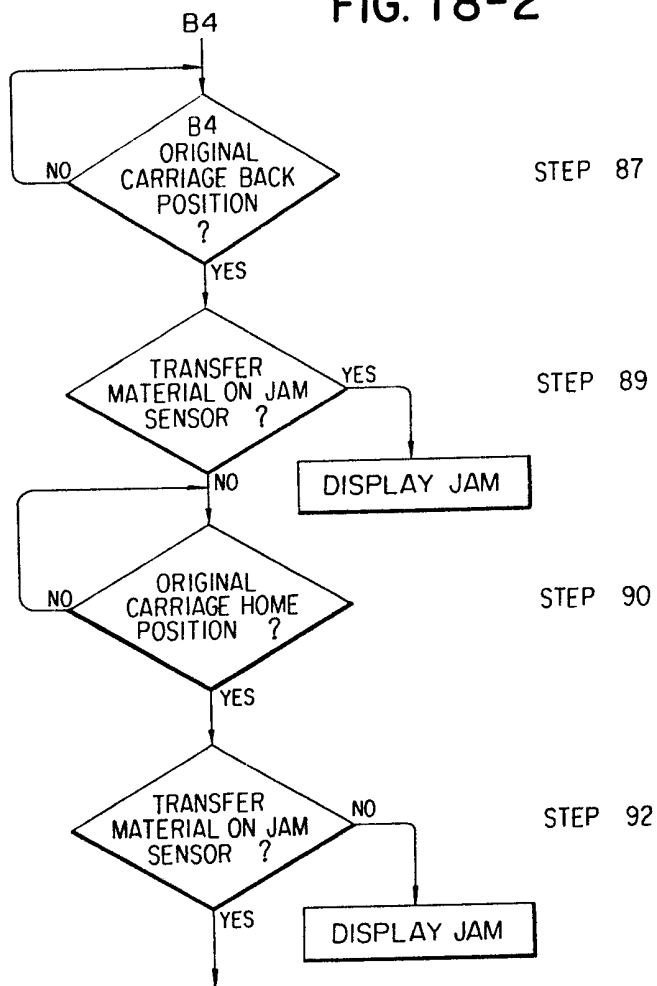 FIG. 18-2
B4
B4
ORIGINAL
CARRIAGE BACK
POSITION
?
NO
STEP 87
YES
TRANSFER
MATERIAL ON JAM
SENSOR ?
YES
STEP 89
DISPLAY JAM
NO
ORIGINAL
CARRIAGE HOME
POSITION ?
NO
STEP 90
YES
TRANSFER
MATERIAL ON JAM
SENSOR ?
NO
STEP 92
DISPLAY JAM
YES